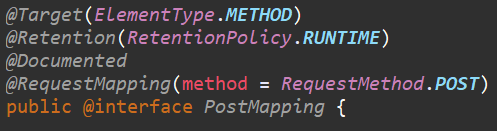 @Target(ElementType.METHOD)
@Retention(RetentionPolicy.RUNTIME)
@Documented
@RequestMapping(method = RequestMethod.POST)
public @interface PostMapping {